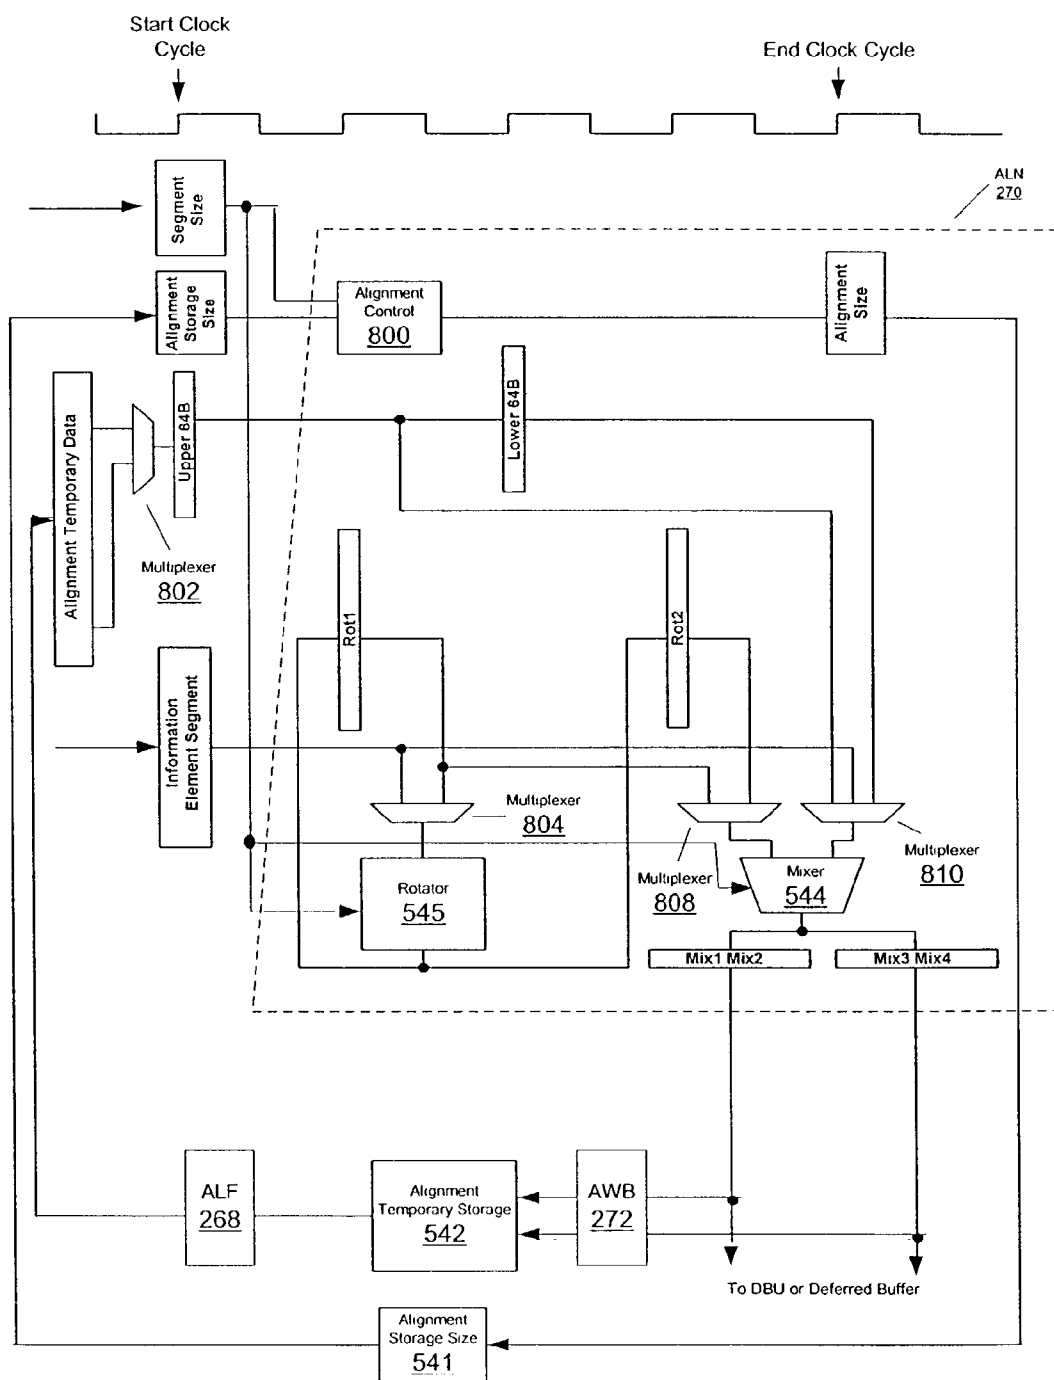 Start Clock
Cycle
End Clock Cycle
ALN
270
Segment
Size
Alignment
Storage
Size
Alignment
Control
800
Alignment
Size
Alignment Temporary Data
Upper 64B
Lower 64B
Multiplexer
802
Rot1
Rot2
Information
Element Segment
Multiplexer
804
Multiplexer
808
Multiplexer
810
Rotator
545
Mixer
544
Mix1 Mix2
Mix3 Mix4
ALF
268
Alignment
Temporary Storage
542
AWB
272
To DBU or Deferred Buffer
Alignment
Storage Size
541